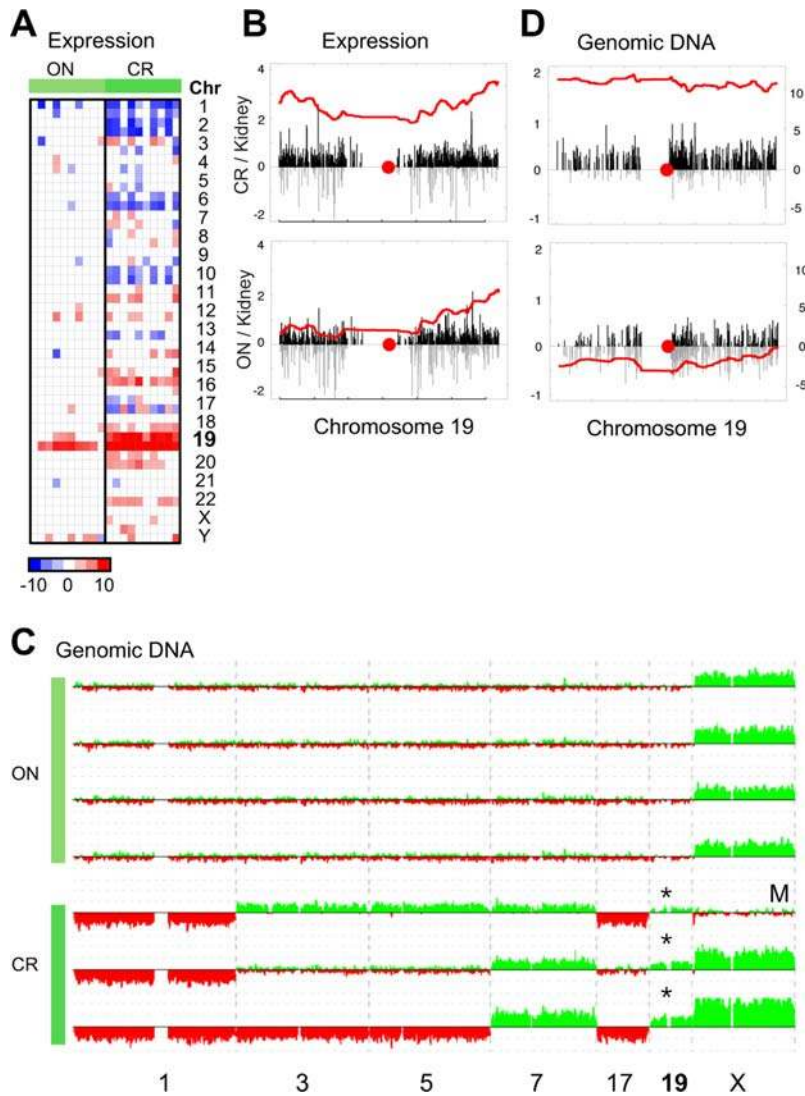 A
Expression
ON CR Chr
1
2
3
4
5
6
7
8
9
10
11
12
13
14
15
16
17
18
19
20
21
22
X
Y
-10 0 10
B
Expression
CR / Kidney
4
2
0
-2
ON / Kidney
4
2
0
-2
Chromosome 19
D
Genomic DNA
2
1
0
-1
10
5
0
-5
2
1
0
-1
10
5
0
-5
Chromosome 19
C
Genomic DNA
ON
CR
* M
*
*
1 3 5 7 17 19 X